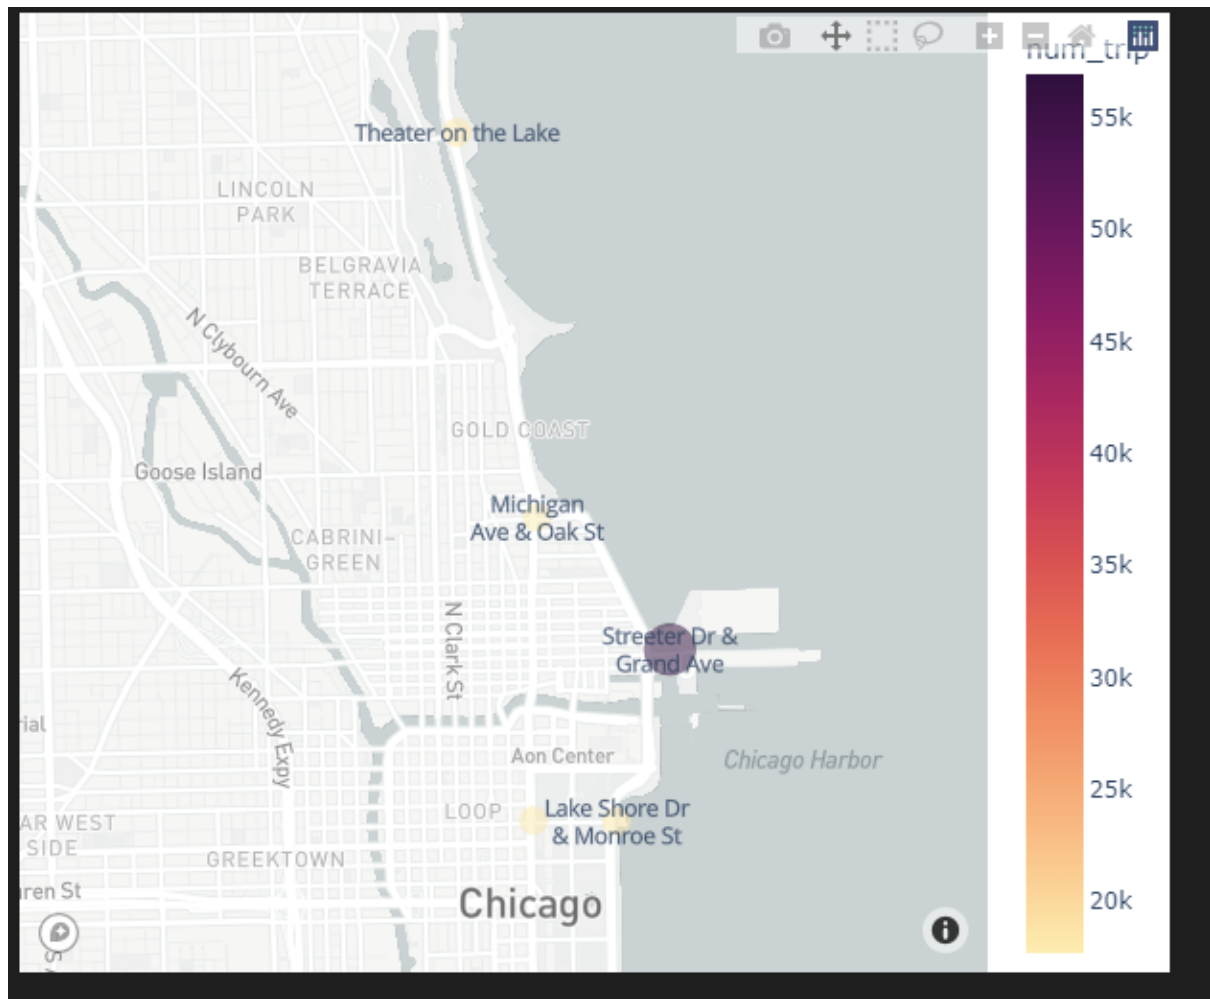 num_trip
Theater on the Lake
LINCOLN
PARK
BELGRAVIA
TERRACE
N Clybourn Ave
GOLD COAST
Goose Island
Michigan
Ave & Oak St
CABRINI-
GREEN
N Clark St
Streeter Dr &
Grand Ave
Kennedy Expy
Aon Center
Chicago Harbor
LOOP
Lake Shore Dr
& Monroe St
AR WEST
SIDE
GREEKTOWN
Chicago
55k
50k
45k
40k
35k
30k
25k
20k